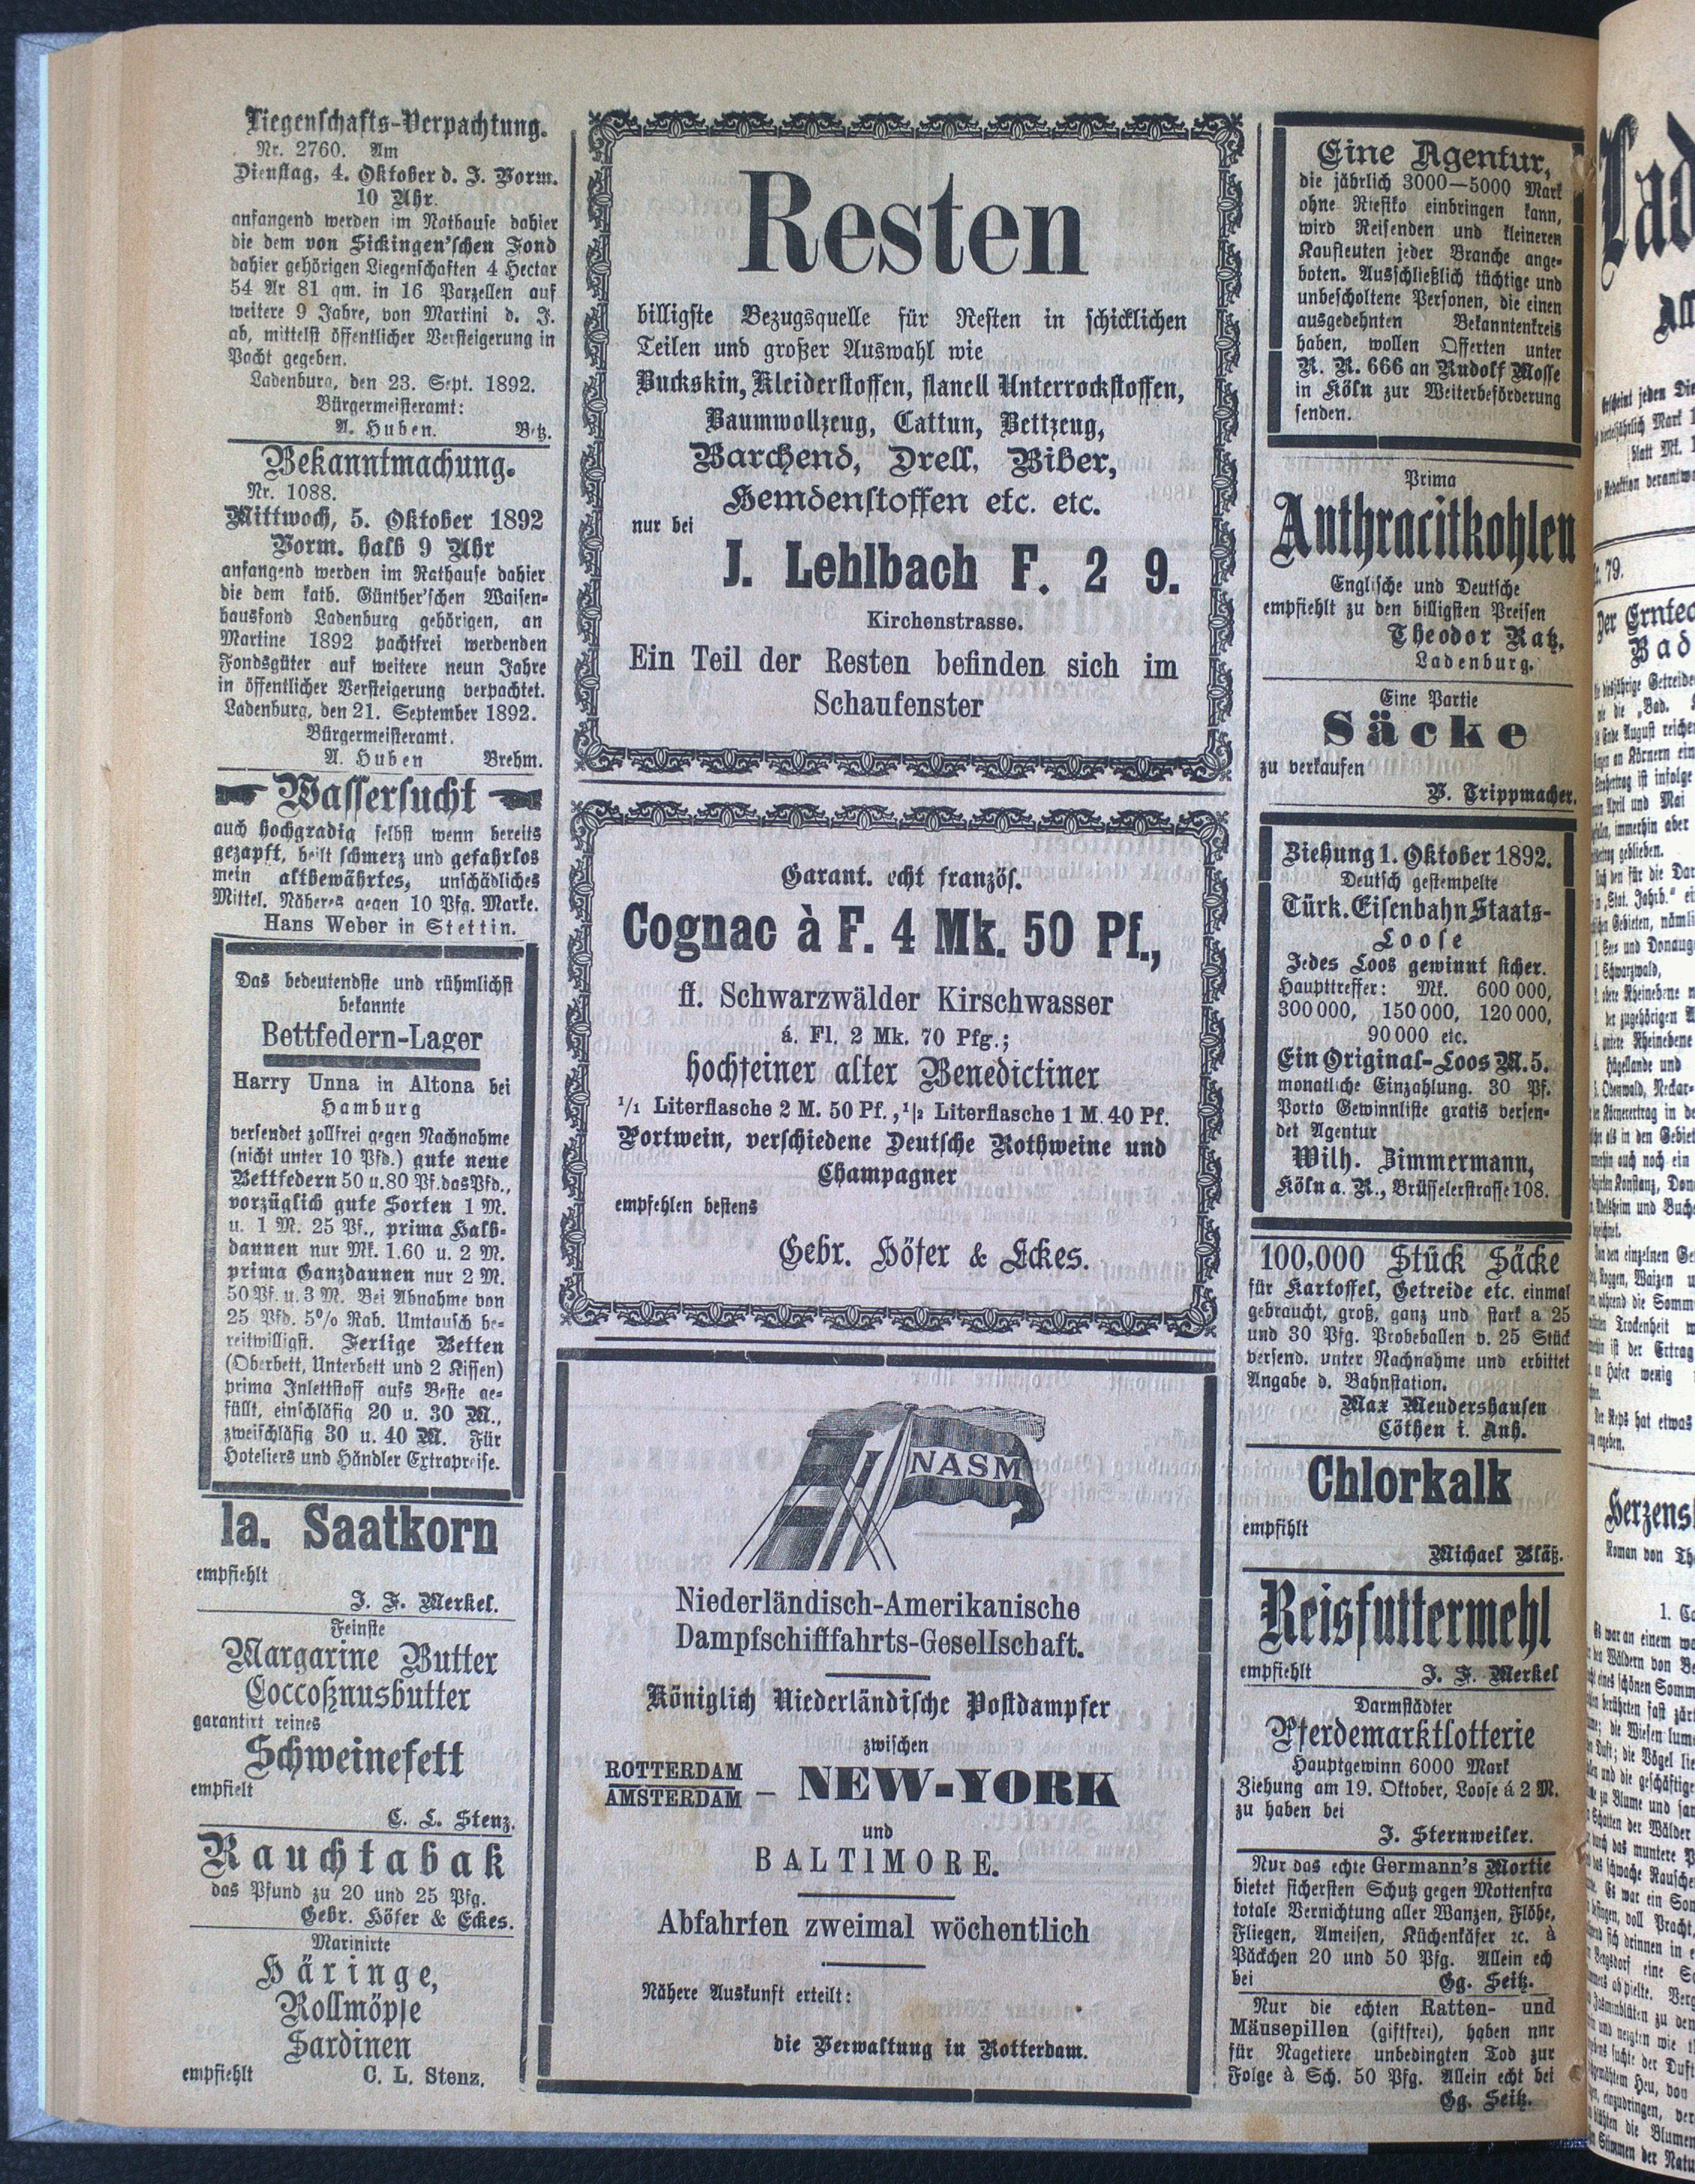 Liegenschafts-Verpachtung.
Nr. 2760. Am
Dienstag, 4. Oktober d. J. Vorm.
10 Uhr.
anfangend werden im Rathause dahier
die dem von Sickingen'schen Fond
dahier gehörigen Liegenschaften 4 Hectar
54 Ar 81 qm. in 16 Parzellen auf
weitere 9 Jahre, von Martini d. J.
ab, mittelst öffentlicher Versteigerung in
Pacht gegeben.
Ladenburg, den 23. Sept. 1892.
Bürgermeisteramt:
A. Huben. Btz.
Bekanntmachung.
Nr. 1088.
Mittwoch, 5. Oktober 1892
Vorm. halb 9 Uhr
anfangend werden im Rathause dahier
die dem kath. Günther'schen Waisen-
hausfond Ladenburg gehörigen, an
Martine 1892 pachtfrei werdenden
Fondsgüter auf weitere neun Jahre
in öffentlicher Versteigerung verpachtet.
Ladenburg, den 21. September 1892.
Bürgermeisteramt.
A. Huben Brehm.
Wassersucht
auch hochgradig selbst wenn bereits
gezapft, heilt schmerz und gefahrlos
mein altbewährtes, unschädliches
Mittel. Näheres gegen 10 Pfg. Marke.
Hans Weber in Stettin.
Das bedeutendste und rühmlichst
bekannte
Bettfedern-Lager
Harry Unna in Altona bei
Hamburg
versendet zollfrei gegen Nachnahme
(nicht unter 10 Pfd.) gute neue
Bettfedern 50 u. 80 Pf. das Pfd.,
vorzüglich gute Sorten 1 M.
u. 1 M. 25 Pf., prima Halb-
daunen nur Mk. 1.60 u. 2 M.
prima Ganzdaunen nur 2 M.
50 Pf. u. 3 M. Bei Abnahme von
25 Pfd. 5% Rab. Umtausch be-
reitwilligst. Fertige Betten
(Oberbett, Unterbett und 2 Kissen)
prima Inlettstoff aufs Beste ge-
füllt, einschläfig 20 u. 30 M.,
zweischläfig 30 u. 40 M. Für
Hoteliers und Händler Extrapreise.
Ia. Saatkorn
empfiehlt
J. F. Merkel.
Feinste
Margarine Butter
Coccoßnusbutter
garantirt reines
Schweinefett
empfielt
C. L. Stenz.
Rauchtabak
das Pfund zu 20 und 25 Pfg.
Gebr. Höfer & Eckes.
Marinirte
Häringe,
Rollmöpse
Sardinen
empfiehlt C. L. Stenz.
Resten
billigste Bezugsquelle für Resten in schicklichen
Teilen und großer Auswahl wie
Buckskin, Kleiderstoffen, flanell Unterrockstoffen,
Baumwollzeug, Cattun, Bettzeug,
Barchend, Drell, Biber,
Hemdenstoffen etc. etc.
nur bei
J. Lehlbach F. 2 9.
Kirchenstrasse.
Ein Teil der Resten befinden sich im
Schaufenster
Garant. echt französ.
Cognac à F. 4 Mk. 50 Pf.,
ff. Schwarzwälder Kirschwasser
á. Fl. 2 Mk. 70 Pfg.;
hochfeiner alter Benedictiner
1/1 Literflasche 2 M. 50 Pf., 1/2 Literflasche 1 M. 40 Pf.
Portwein, verschiedene Deutsche Rothweine und
Champagner
empfehlen bestens
Gebr. Höfer & Eckes.
NASM
Niederländisch-Amerikanische
Dampfschifffahrts-Gesellschaft.
Königlich Niederländische Postdampfer
zwischen
ROTTERDAM
AMSTERDAM – NEW-YORK
und
BALTIMORE.
Abfahrten zweimal wöchentlich
Nähere Auskunft erteilt:
die Verwaltung in Rotterdam.
Eine Agentur,
die jährlich 3000—5000 Mark
ohne Riesiko einbringen kann,
wird Reisenden und kleineren
Kaufleuten jeder Branche ange-
boten. Ausschließlich tüchtige und
unbescholtene Personen, die einen
ausgedehnten Bekanntenkreis
haben, wollen Offerten unter
N. R. 666 an Rudolf Mosse
in Köln zur Weiterbeförderung
senden.
Prima
Anthracitkohlen
Englische und Deutsche
empfiehlt zu den billigsten Preisen
Theodor Katz.
Ladenburg.
Eine Partie
Säcke
zu verkaufen
B. Trippmacher.
Ziehung 1. Oktober 1892.
Deutsch gestempelte
Türk. Eisenbahn Staats-
Loose
Jedes Loos gewinnt sicher.
Haupttreffer: Mk. 600 000,
300 000, 150 000, 120 000,
90 000 etc.
Ein Original-Loos M. 5.
monatliche Einzahlung. 30 Pf.
Porto Gewinnliste gratis versen-
det Agentur
Wilh. Zimmermann,
Köln a. R., Brüsselerstrasse 108.
100,000 Stück Säcke
für Kartoffel, Getreide etc. einmal
gebraucht, groß, ganz und stark a 25
und 30 Pfg. Probeballen v. 25 Stück
versend. unter Nachnahme und erbittet
Angabe d. Bahnstation.
Max Mendershausen
Cöthen i. Anh.
Chlorkalk
empfihlt
Michael Bläß.
Reisfuttermehl
empfiehlt J. F. Merkel
Darmstädter
Pferdemarktlotterie
Hauptgewinn 6000 Mark
Ziehung am 19. Oktober, Loose á 2 M.
zu haben bei
J. Sternweiler.
Nur das echte Germann's Mortie
bietet sichersten Schutz gegen Mottenfra
totale Vernichtung aller Wanzen, Flöhe,
Fliegen, Ameisen, Küchenkäfer ꝛc. à
Päckchen 20 und 50 Pfg. Allein ech
bei Gg. Seitz.
Nur die echten Ratten- und
Mäusepillen (giftfrei), haben nnr
für Nagetiere unbedingten Tod zur
Folge à Sch. 50 Pfg. Allein echt bei
Gg. Seitz.